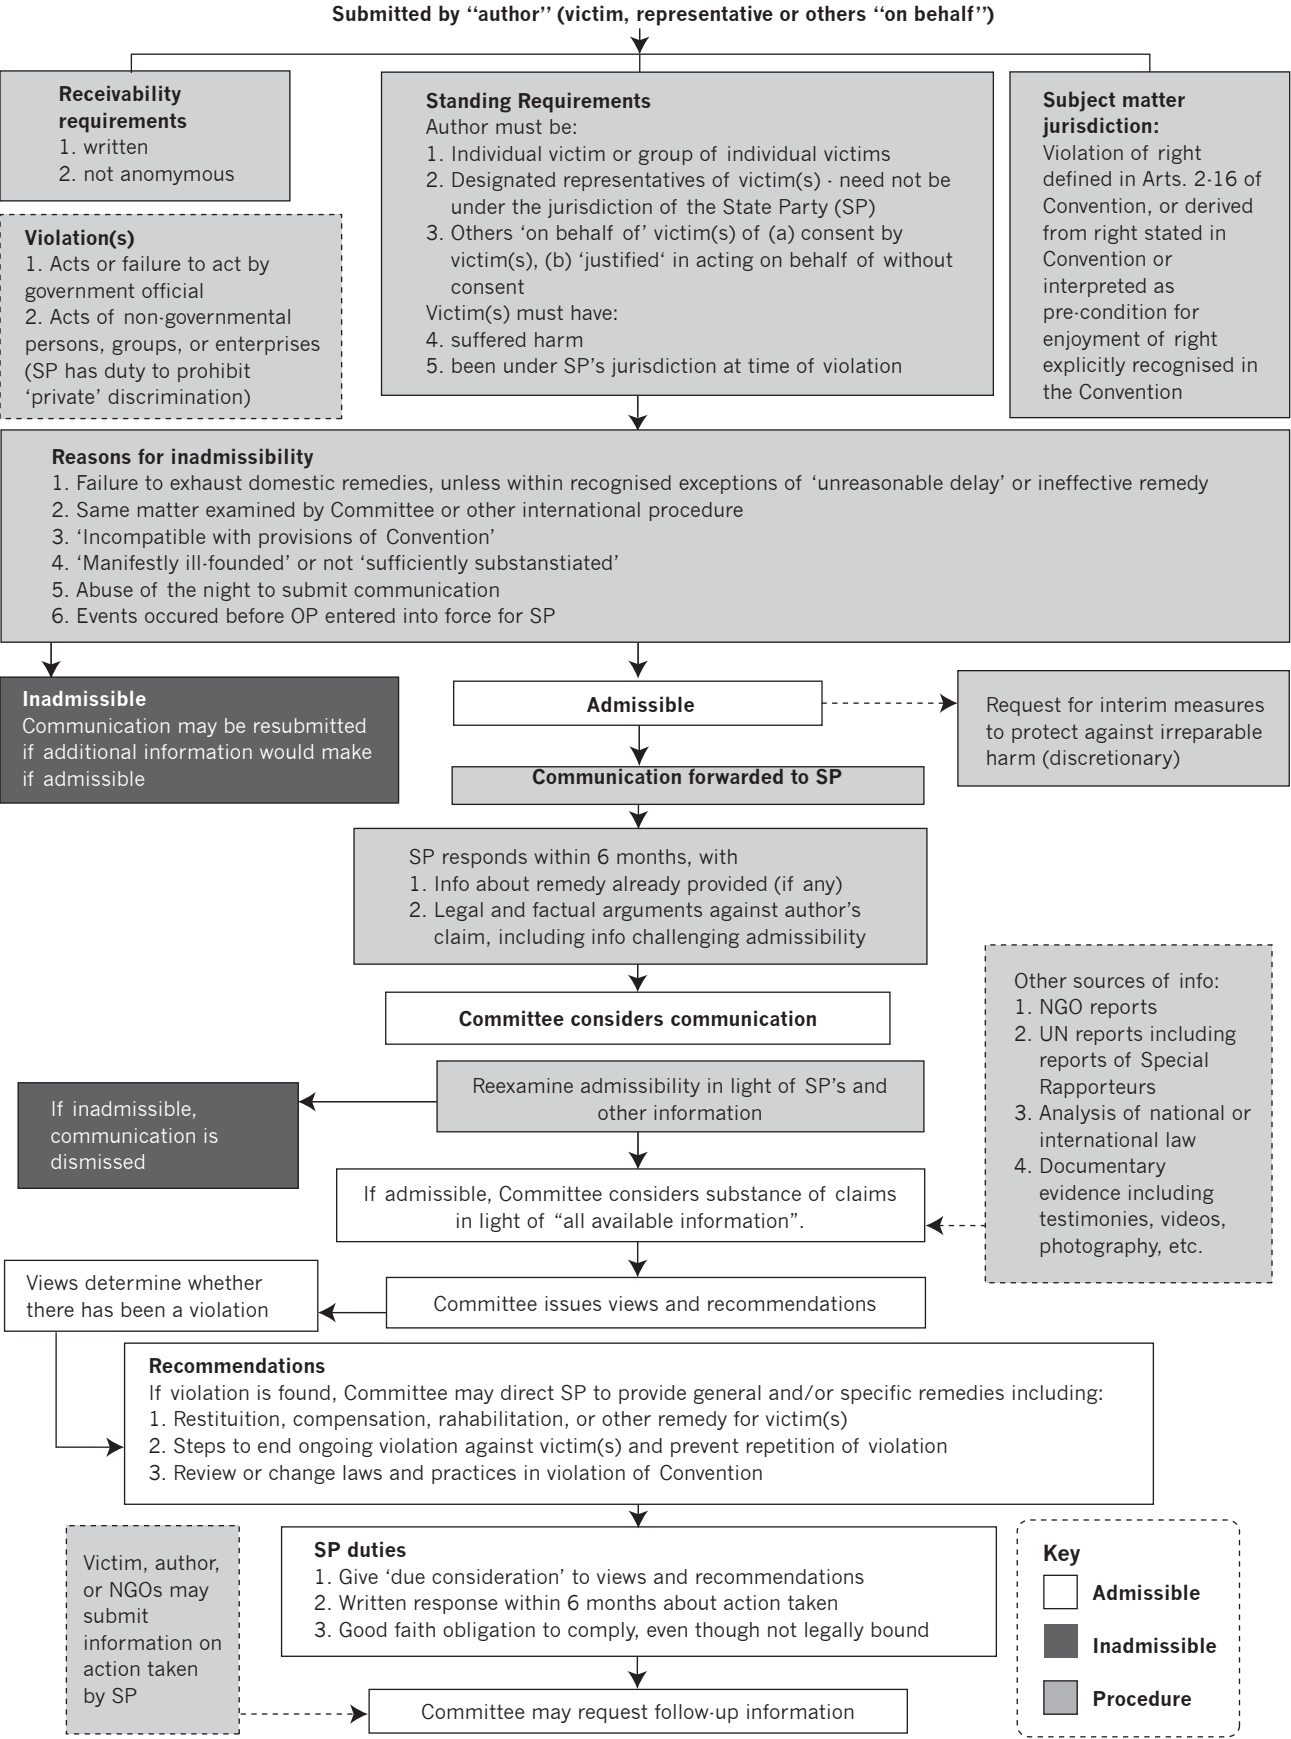 Submitted by “author” (victim, representative or others “on behalf”)
Receivability
requirements
1. written
2. not anomymous
Standing Requirements
Author must be:
1. Individual victim or group of individual victims
2. Designated representatives of victim(s) - need not be
under the jurisdiction of the State Party (SP)
3. Others ‘on behalf of’ victim(s) of (a) consent by
victim(s), (b) ‘justified‘ in acting on behalf of without
consent
Victim(s) must have:
4. suffered harm
5. been under SP’s jurisdiction at time of violation
Subject matter
jurisdiction:
Violation of right
defined in Arts. 2-16 of
Convention, or derived
from right stated in
Convention or
interpreted as
pre-condition for
enjoyment of right
explicitly recognised in
the Convention
Violation(s)
1. Acts or failure to act by
government official
2. Acts of non-governmental
persons, groups, or enterprises
(SP has duty to prohibit
‘private’ discrimination)
Reasons for inadmissibility
1. Failure to exhaust domestic remedies, unless within recognised exceptions of ‘unreasonable delay’ or ineffective remedy
2. Same matter examined by Committee or other international procedure
3. ‘Incompatible with provisions of Convention’
4. ‘Manifestly ill-founded’ or not ‘sufficiently substanstiated’
5. Abuse of the night to submit communication
6. Events occured before OP entered into force for SP
Inadmissible
Communication may be resubmitted
if additional information would make
if admissible
Admissible
Request for interim measures
to protect against irreparable
harm (discretionary)
Communication forwarded to SP
SP responds within 6 months, with
1. Info about remedy already provided (if any)
2. Legal and factual arguments against author’s
claim, including info challenging admissibility
Committee considers communication
Other sources of info:
1. NGO reports
2. UN reports including
reports of Special
Rapporteurs
3. Analysis of national or
international law
4. Documentary
evidence including
testimonies, videos,
photography, etc.
Reexamine admissibility in light of SP’s and
other information
If inadmissible,
communication is
dismissed
If admissible, Committee considers substance of claims
in light of “all available information”.
Views determine whether
there has been a violation
Committee issues views and recommendations
Recommendations
If violation is found, Committee may direct SP to provide general and/or specific remedies including:
1. Restituition, compensation, rahabilitation, or other remedy for victim(s)
2. Steps to end ongoing violation against victim(s) and prevent repetition of violation
3. Review or change laws and practices in violation of Convention
Victim, author,
or NGOs may
submit
information on
action taken
by SP
SP duties
1. Give ‘due consideration’ to views and recommendations
2. Written response within 6 months about action taken
3. Good faith obligation to comply, even though not legally bound
Committee may request follow-up information
Key
Admissible
Inadmissible
Procedure